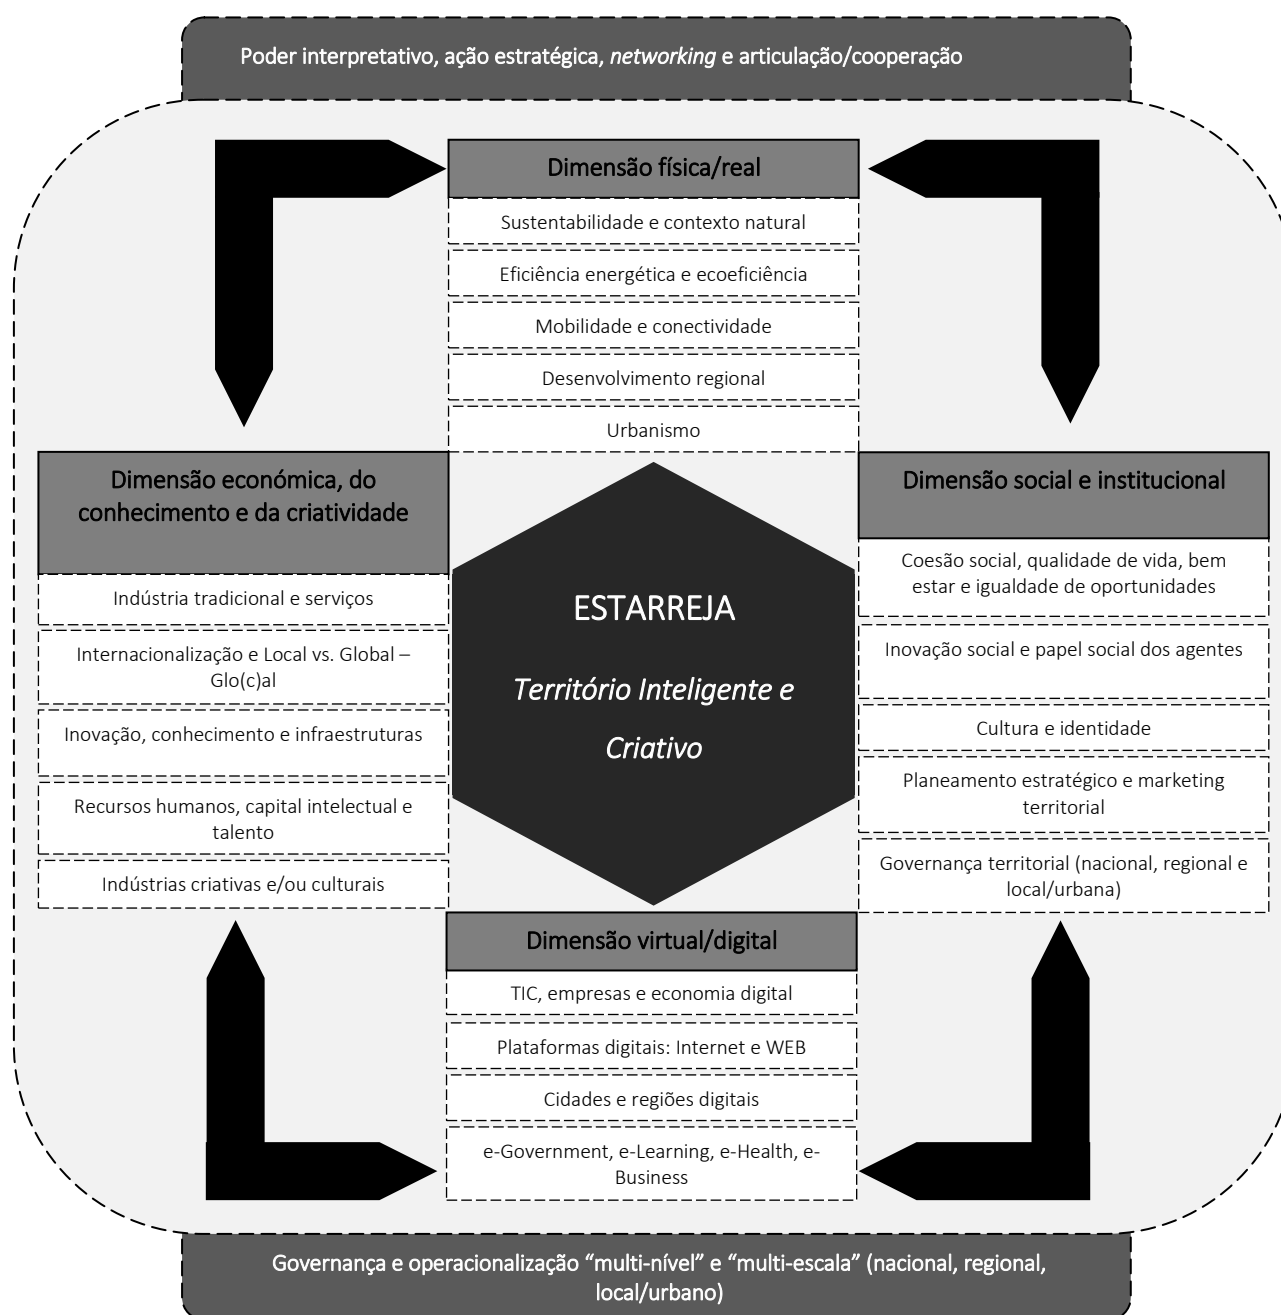 Poder interpretativo, ação estratégica, networking e articulação/cooperação
Dimensão física/real
Sustentabilidade e contexto natural
Eficiência energética e ecoeficiência
Mobilidade e conectividade
Desenvolvimento regional
Urbanismo
Dimensão económica, do
conhecimento e da criatividade
Indústria tradicional e serviços
Internacionalização e Local vs. Global –
Glo(c)al
Inovação, conhecimento e infraestruturas
Recursos humanos, capital intelectual e
talento
Indústrias criativas e/ou culturais
ESTARREJA
Território Inteligente e
Criativo
Dimensão social e institucional
Coesão social, qualidade de vida, bem
estar e igualdade de oportunidades
Inovação social e papel social dos agentes
Cultura e identidade
Planeamento estratégico e marketing
territorial
Governança territorial (nacional, regional e
local/urbana)
Dimensão virtual/digital
TIC, empresas e economia digital
Plataformas digitais: Internet e WEB
Cidades e regiões digitais
e-Government, e-Learning, e-Health, e-
Business
Governança e operacionalização “multi-nível” e “multi-escala” (nacional, regional,
local/urbano)